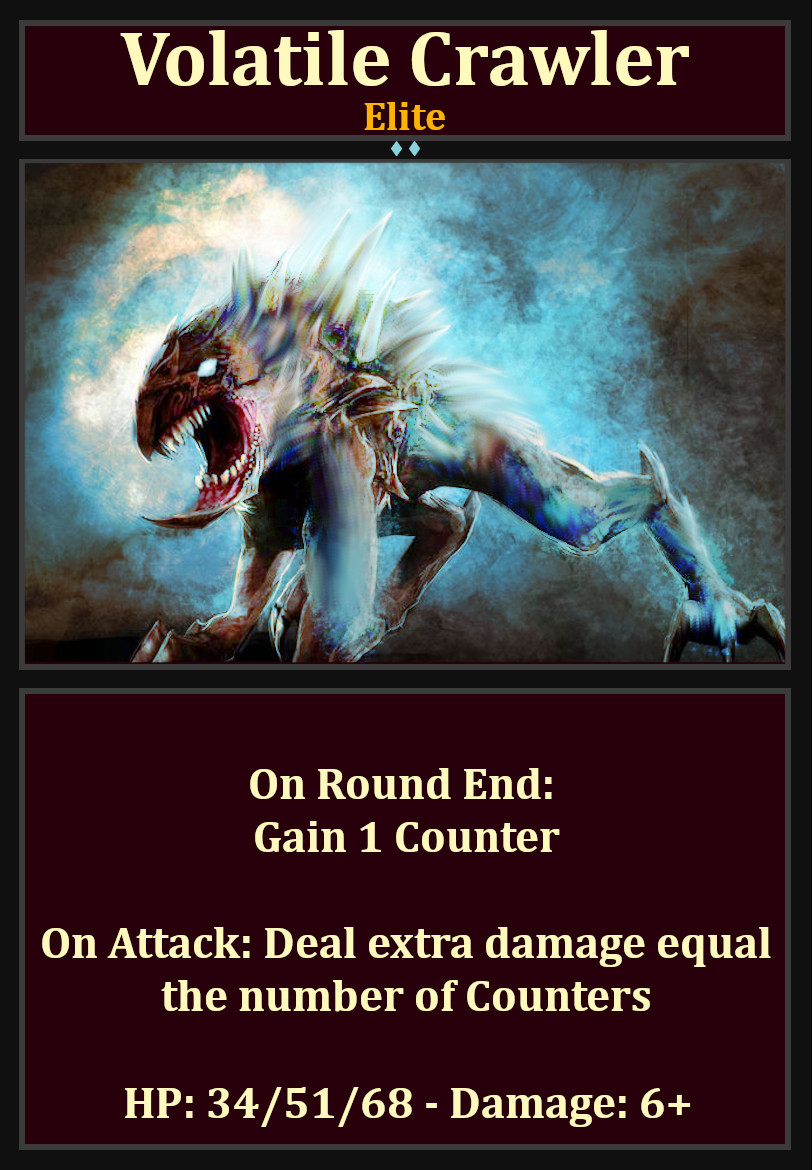 Volatile Crawler
Elite
On Round End:
Gain 1 Counter
On Attack: Deal extra damage equal
the number of Counters
HP: 34/51/68 - Damage: 6+